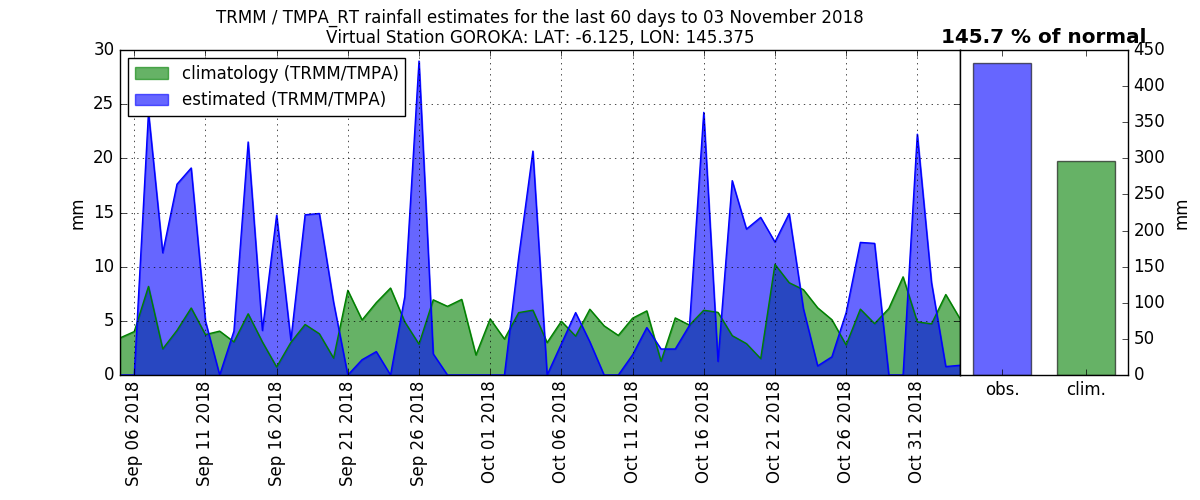 TRMM / TMPA_RT rainfall estimates for the last 60 days to 03 November 2018
Virtual Station GOROKA: LAT: -6.125, LON: 145.375
145.7 % of normal
climatology (TRMM/TMPA)
estimated (TRMM/TMPA)
mm
30
25
20
15
10
5
0
Sep 06 2018
Sep 11 2018
Sep 16 2018
Sep 21 2018
Sep 26 2018
Oct 01 2018
Oct 06 2018
Oct 11 2018
Oct 16 2018
Oct 21 2018
Oct 26 2018
Oct 31 2018
obs.
clim.
450
400
350
300
250
200
150
100
50
0
mm